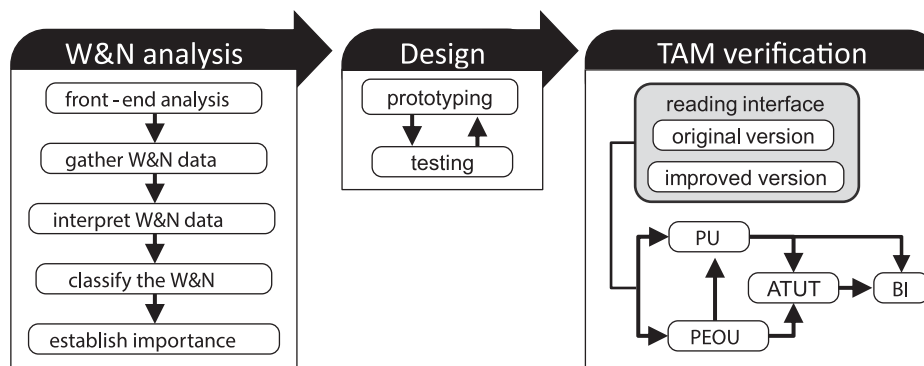 W&N analysis
front-end analysis
gather W&N data
interpret W&N data
classify the W&N
establish importance
Design
prototyping
testing
TAM verification
reading interface
original version
improved version
PU
ATUT
BI
PEOU